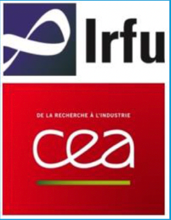 Irfu
DE LA RECHERCHE À L'INDUSTRIE
cea